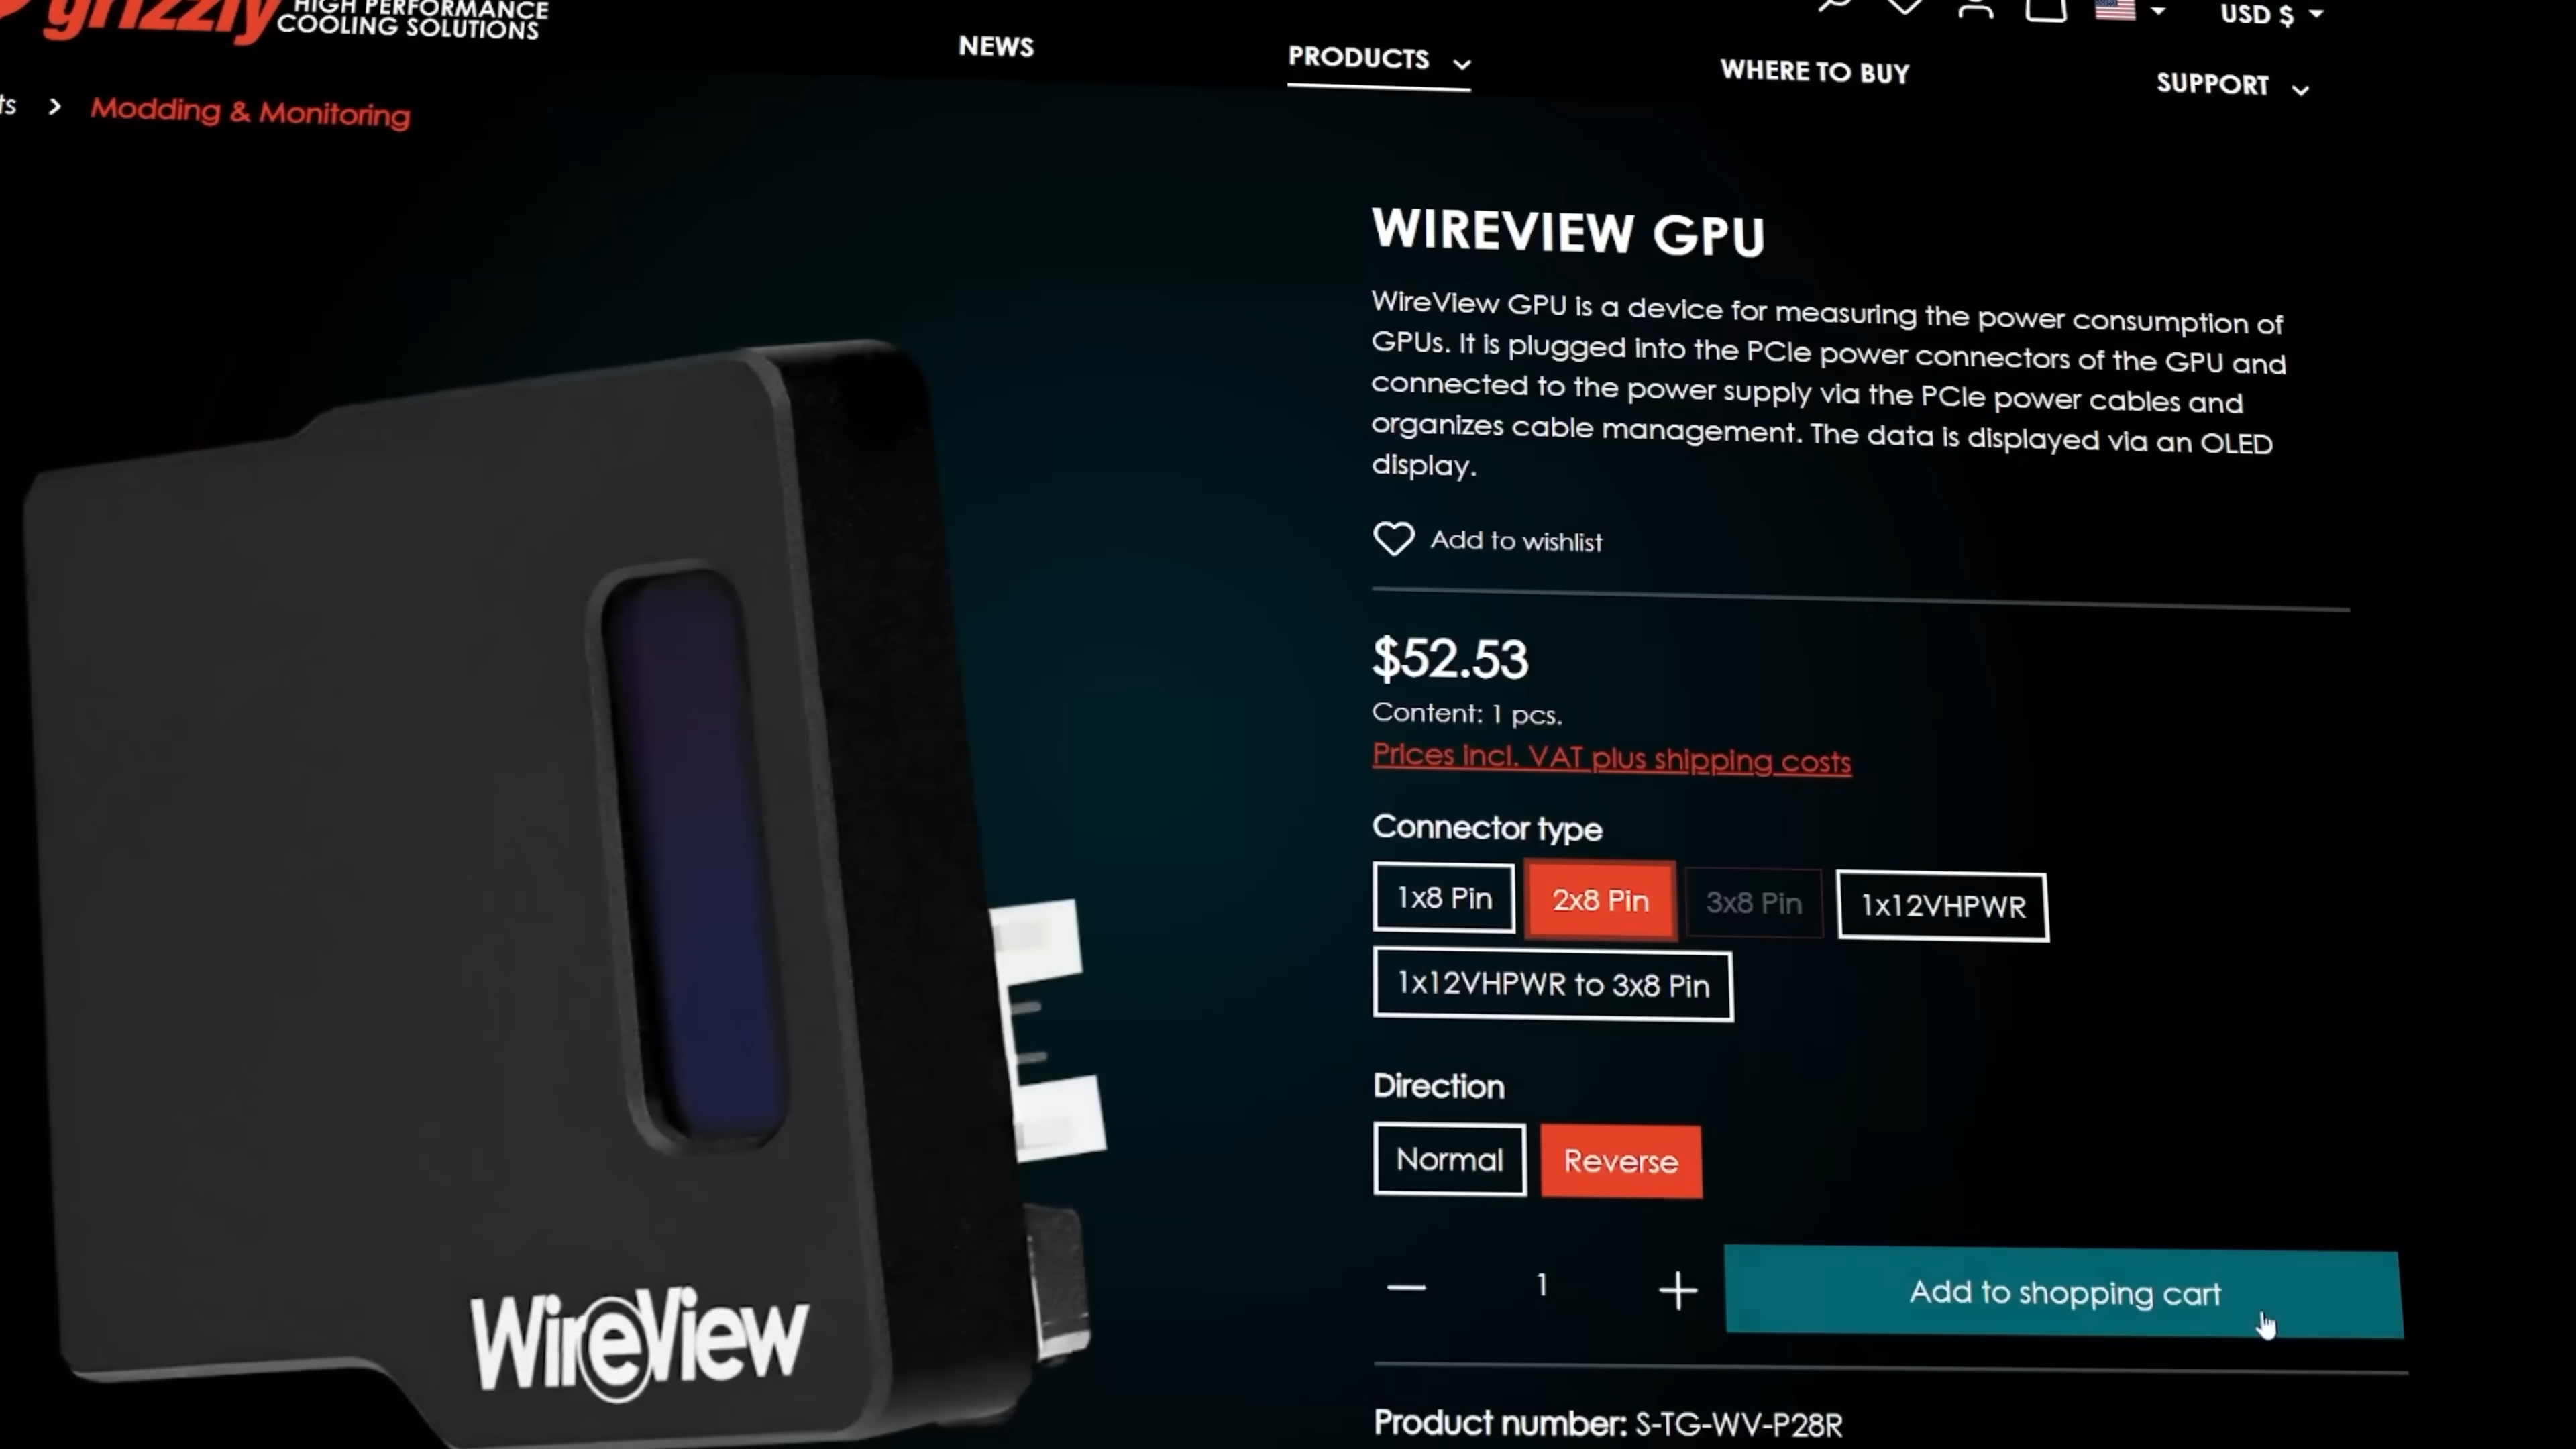 grizzly
HIGH PERFORMANCE
COOLING SOLUTIONS
USD $
NEWS
PRODUCTS
WHERE TO BUY
SUPPORT
ts > Modding & Monitoring
WIREVIEW GPU
WireView GPU is a device for measuring the power consumption of
GPUs. It is plugged into the PCIe power connectors of the GPU and
connected to the power supply via the PCIe power cables and
organizes cable management. The data is displayed via an OLED
display.
Add to wishlist
$52.53
Content: 1 pcs.
Prices incl. VAT plus shipping costs
Connector type
1x8 Pin
2x8 Pin
3x8 Pin
1x12VHPWR
1x12VHPWR to 3x8 Pin
Direction
Normal
Reverse
1
Add to shopping cart
Product number: S-TG-WV-P28R
WireView